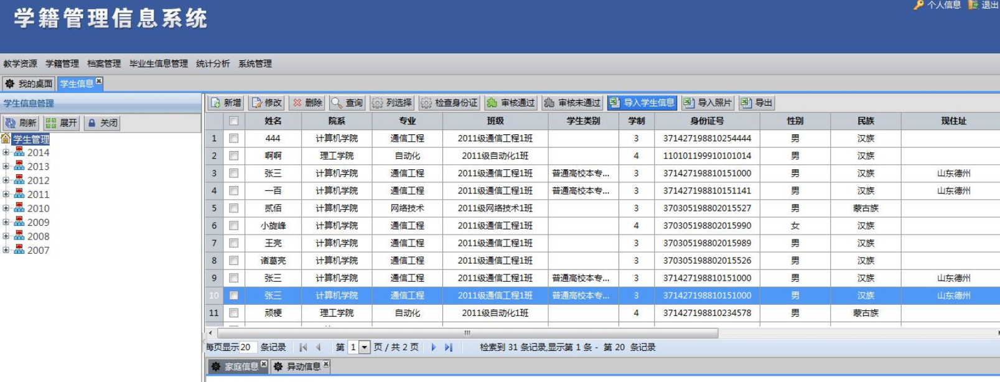 个人信息 退出
学籍管理信息系统
教学资源 学籍管理 档案管理 毕业生信息管理 统计分析 系统管理
我的桌面 学生信息
学生信息管理
刷新 展开 关闭
学生管理
2014
2013
2012
2011
2010
2009
2008
2007
新增 修改 删除 查询 列选择 检查身份证 审核通过 审核未通过 导入学生信息 导入照片 导出
姓名 院系 专业 班级 学生类别 学制 身份证号 性别 民族 现住址
1 444 计算机学院 通信工程 2011级通信工程1班 3 371427198810254444 男 汉族
2 啊啊 理工学院 自动化 2011级自动化1班 4 110101199910101014 男 汉族
3 张三 计算机学院 通信工程 2011级通信工程1班 普通高校本专... 3 371427198810151000 男 汉族 山东德州
4 一百 计算机学院 通信工程 2011级通信工程1班 普通高校本专... 3 371427198810151141 男 汉族 山东德州
5 贰佰 计算机学院 网络技术 2011级网络技术1班 3 370305198802015527 男 蒙古族
6 小旋峰 计算机学院 通信工程 2011级通信工程1班 4 370305198802015990 女 汉族
7 王亮 计算机学院 通信工程 2011级通信工程1班 3 370305198802015989 男 汉族
8 诸葛亮 计算机学院 通信工程 2011级通信工程1班 3 370305198802015526 男 汉族
9 张三 计算机学院 通信工程 2011级通信工程1班 普通高校本专... 3 371427198810151000 男 汉族 山东德州
10 张三 计算机学院 通信工程 2011级通信工程1班 普通高校本专... 3 371427198810151000 男 汉族 山东德州
11 顽梗 理工学院 自动化 2011级自动化1班 4 371427198810234578 男 蒙古族
每页显示 20 条记录 第 1 页 / 共 2 页 检索到 31 条记录,显示第 1 条 - 第 20 条记录
家庭信息 异动信息